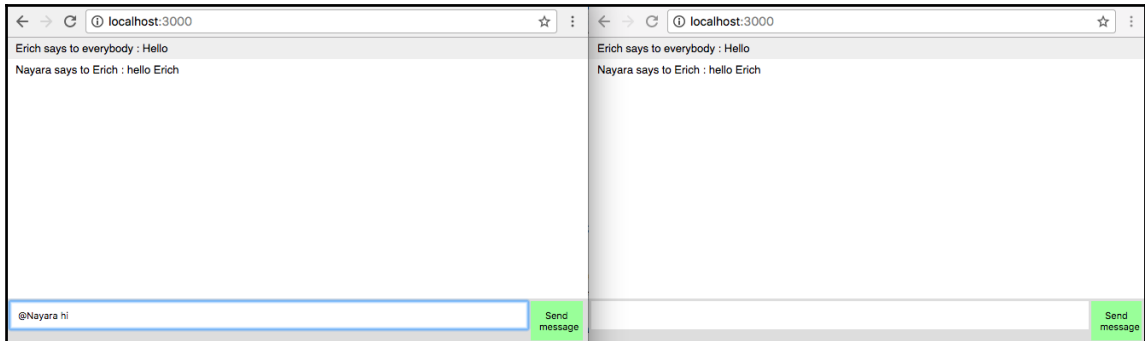 localhost:3000
Erich says to everybody : Hello
Nayara says to Erich : hello Erich
@Nayara hi
Send
message
localhost:3000
Erich says to everybody : Hello
Nayara says to Erich : hello Erich
Send
message